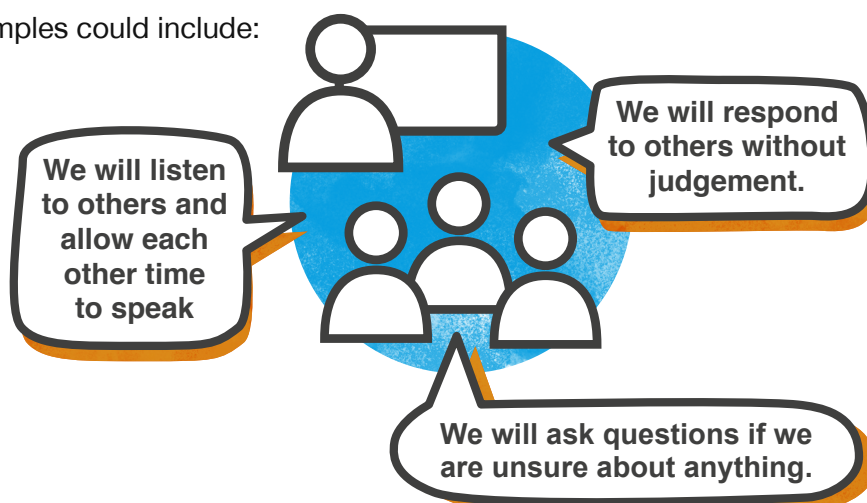 mples could include:
We will listen
to others and
allow each
other time
to speak
We will respond
to others without
judgement.
We will ask questions if we
are unsure about anything.